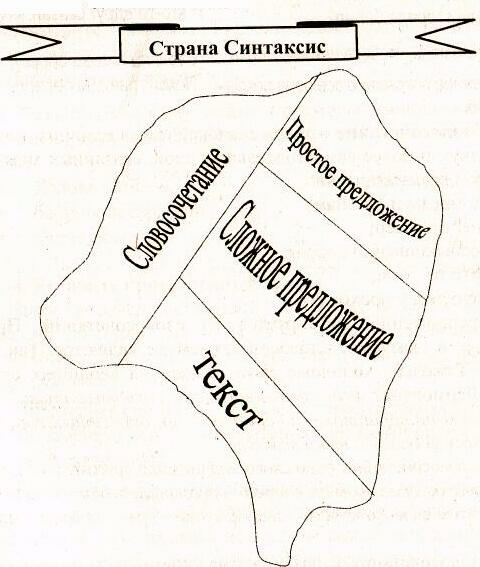 Страна Синтаксис
Простое предложение
Словосочетание
Сложное предложение
текст